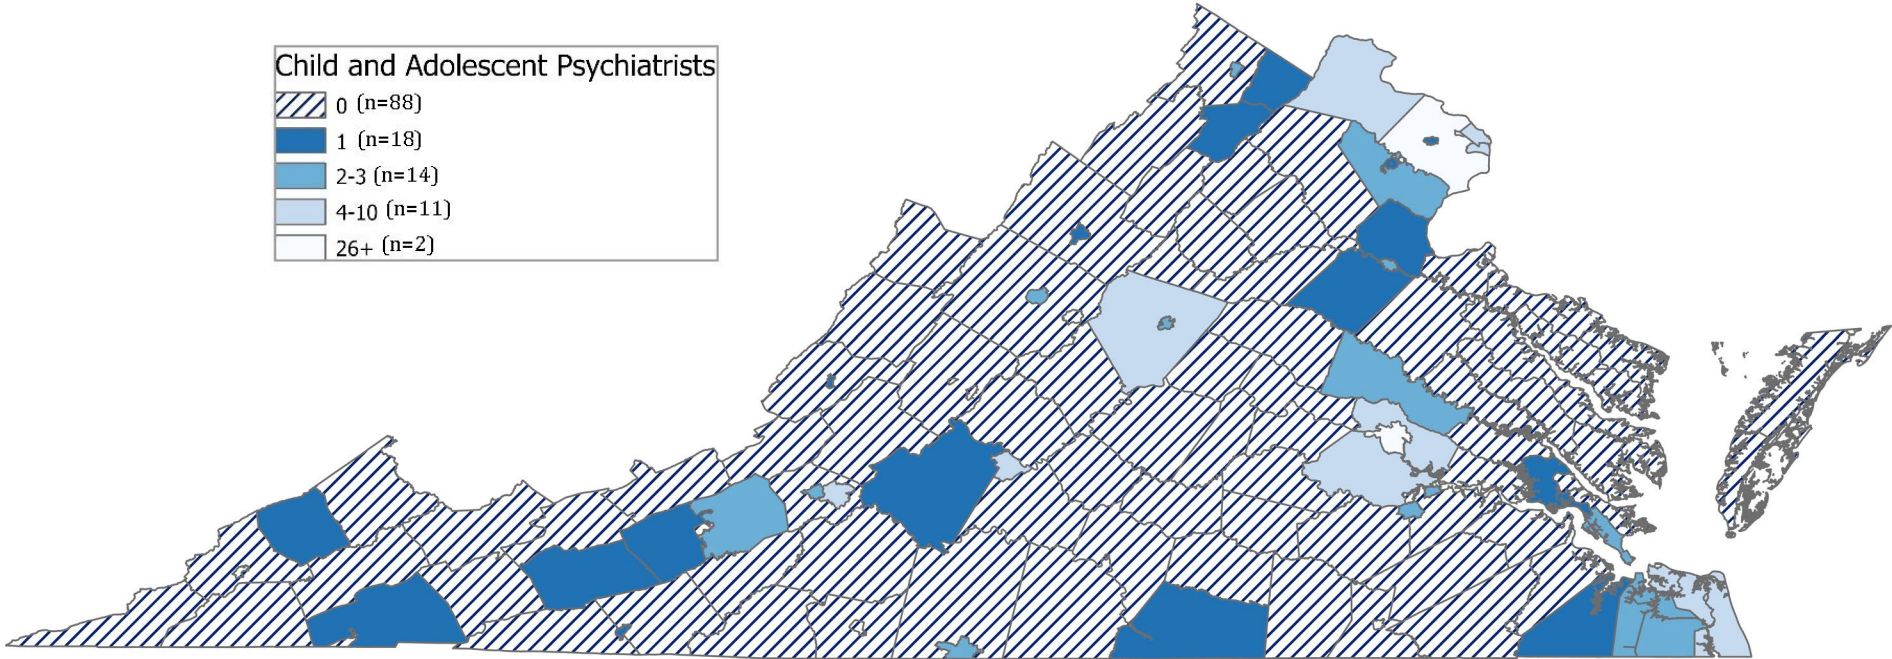 Child and Adolescent Psychiatrists
0 (n=88)
1 (n=18)
2-3 (n=14)
4-10 (n=11)
26+ (n=2)